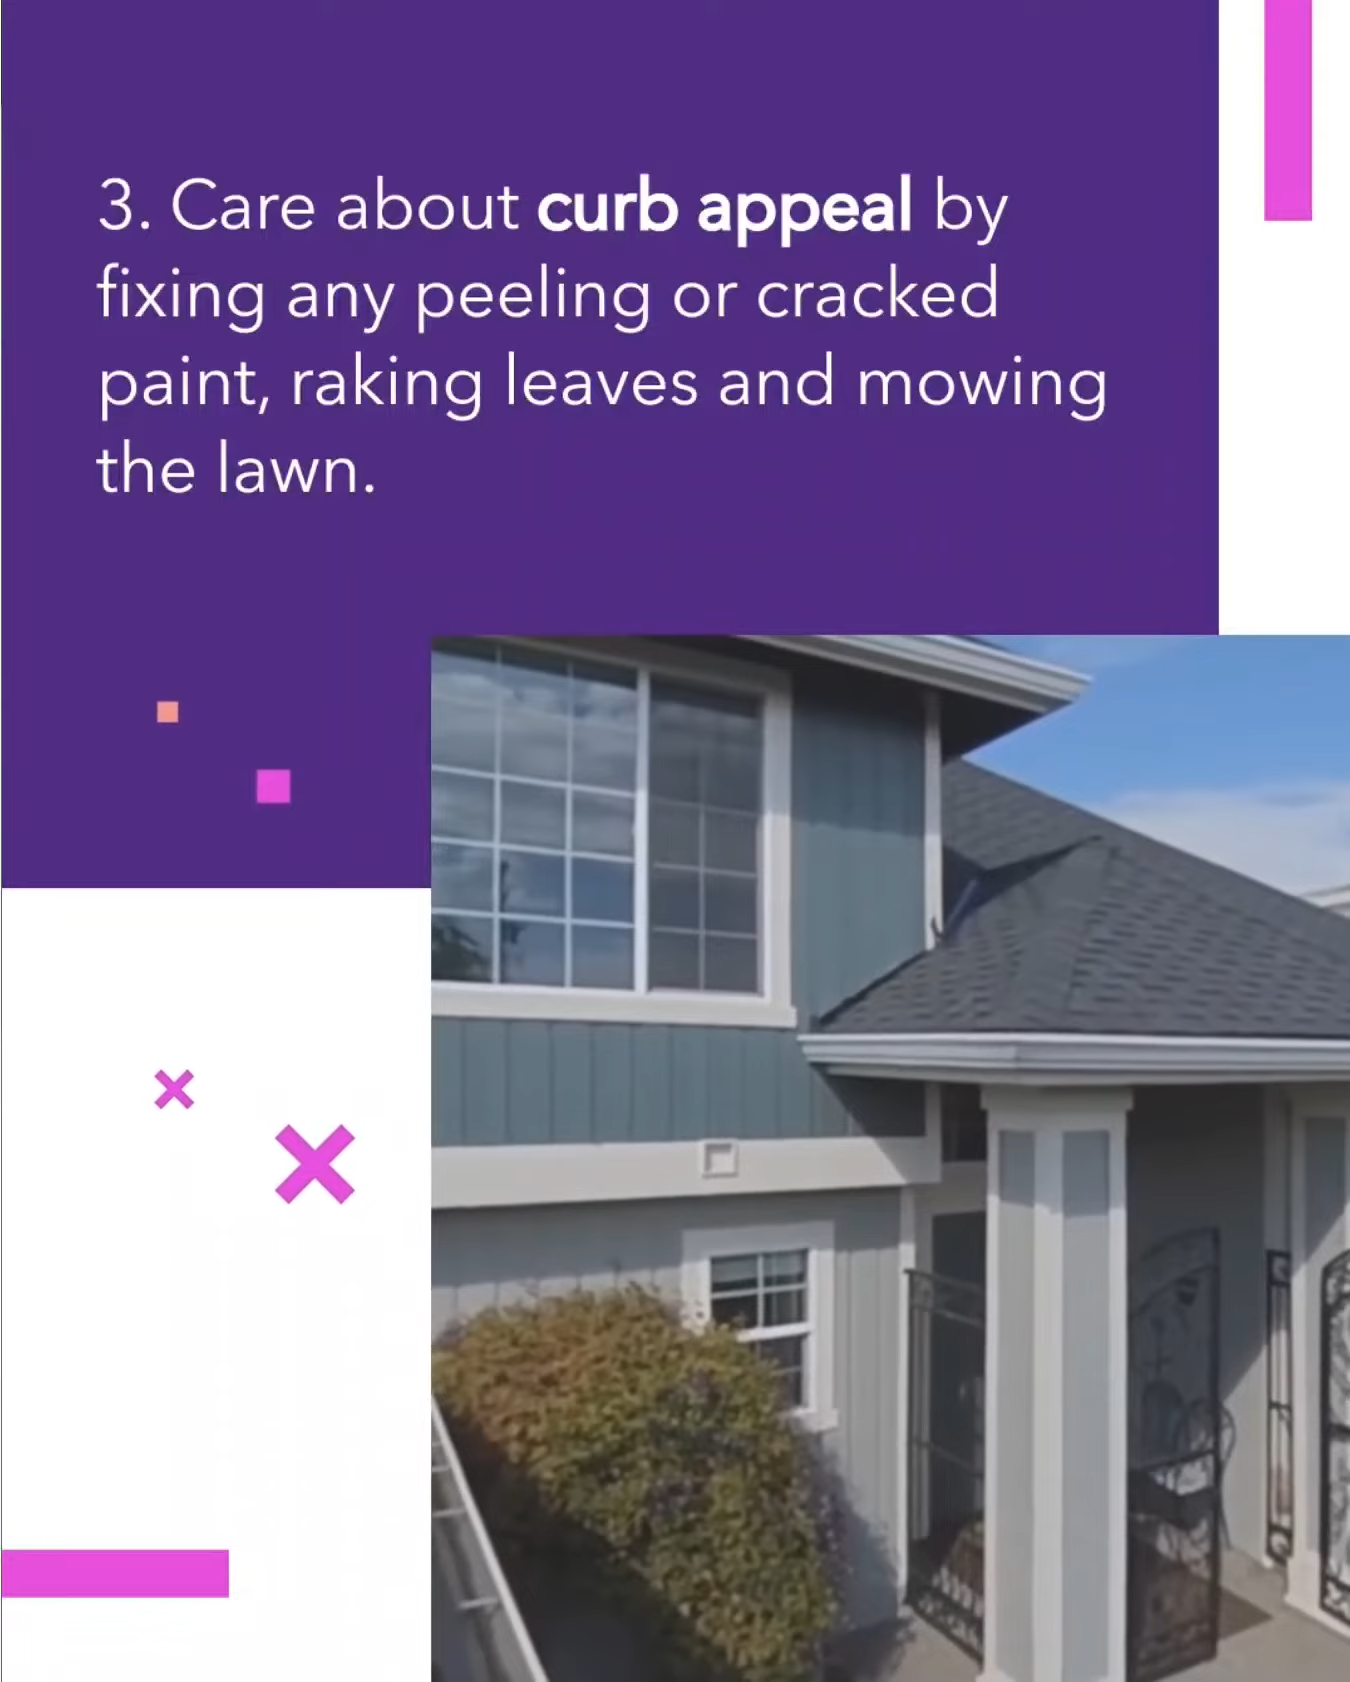 3. Care about curb appeal by
fixing any peeling or cracked
paint, raking leaves and mowing
the lawn.